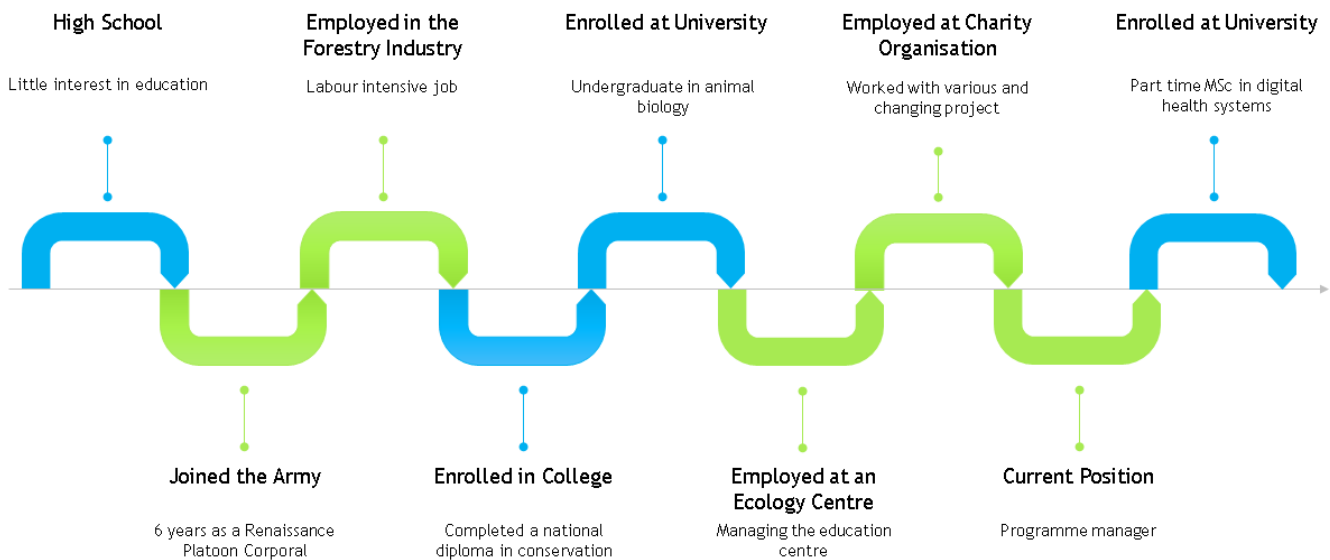 High School
Little interest in education
Employed in the
Forestry Industry
Labour intensive job
Enrolled at University
Undergraduate in animal
biology
Employed at Charity
Organisation
Worked with various and
changing project
Enrolled at University
Part time MSc in digital
health systems
Joined the Army
6 years as a Renaissance
Platoon Corporal
Enrolled in College
Completed a national
diploma in conservation
Employed at an
Ecology Centre
Managing the education
centre
Current Position
Programme manager